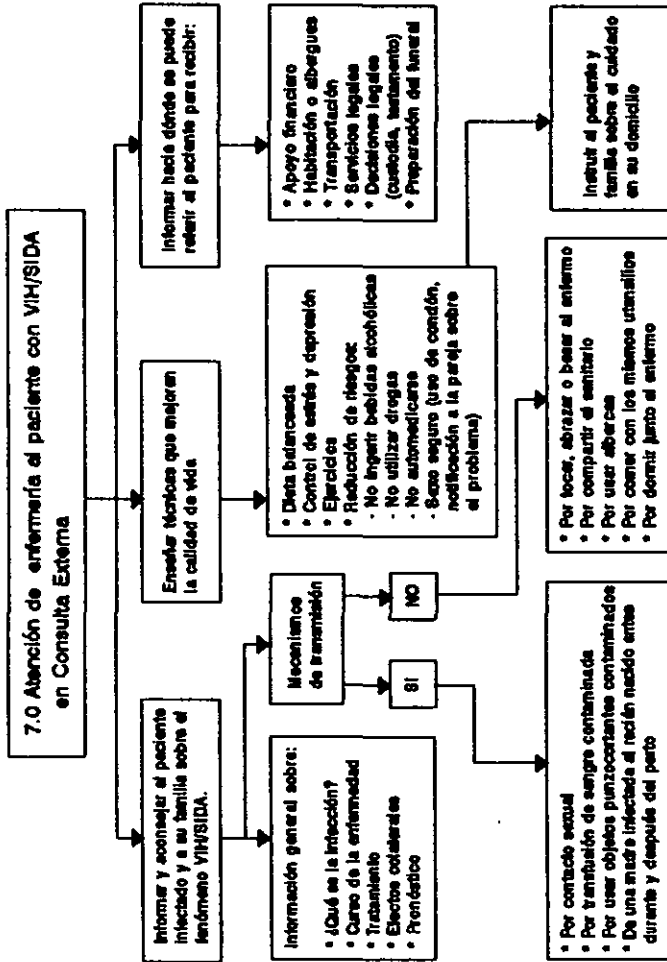 7.0 Atención de enfermería al paciente con VIH/SIDA
en Consulta Externa
Informar y aconsejar al paciente
infectado y a su familia sobre el
fenómeno VIH/SIDA.
Enseñar técnicas que mejoren
la calidad de vida
Informar hacia dónde se puede
referir al paciente para recibir:
Información general sobre:
* ¿Qué es la infección?
* Curso de la enfermedad
* Tratamiento
* Efectos colaterales
* Pronóstico
Mecanismos
de transmisión
SI
NO
* Dieta balanceada
* Control de estrés y depresión
* Ejercicios
* Reducción de riesgos:
- No ingerir bebidas alcohólicas
- No utilizar drogas
- No automedicarse
- Sexo seguro (uso de condón,
notificación a la pareja sobre
el problema)
* Apoyo financiero
* Habitación o albergues
* Transportación
* Servicios legales
* Decisiones legales
(custodia, testamento)
* Preparación del funeral
* Por contacto sexual
* Por transfusión de sangre contaminada
* Por usar objetos punzocortantes contaminados
* De una madre infectada al recién nacido antes
durante y después del parto
* Por tocar, abrazar o besar al enfermo
* Por compartir el sanitario
* Por usar albercas
* Por comer con los mismos utensilios
* Por dormir junto al enfermo
Instruir al paciente y
familia sobre el cuidado
en su domicilio